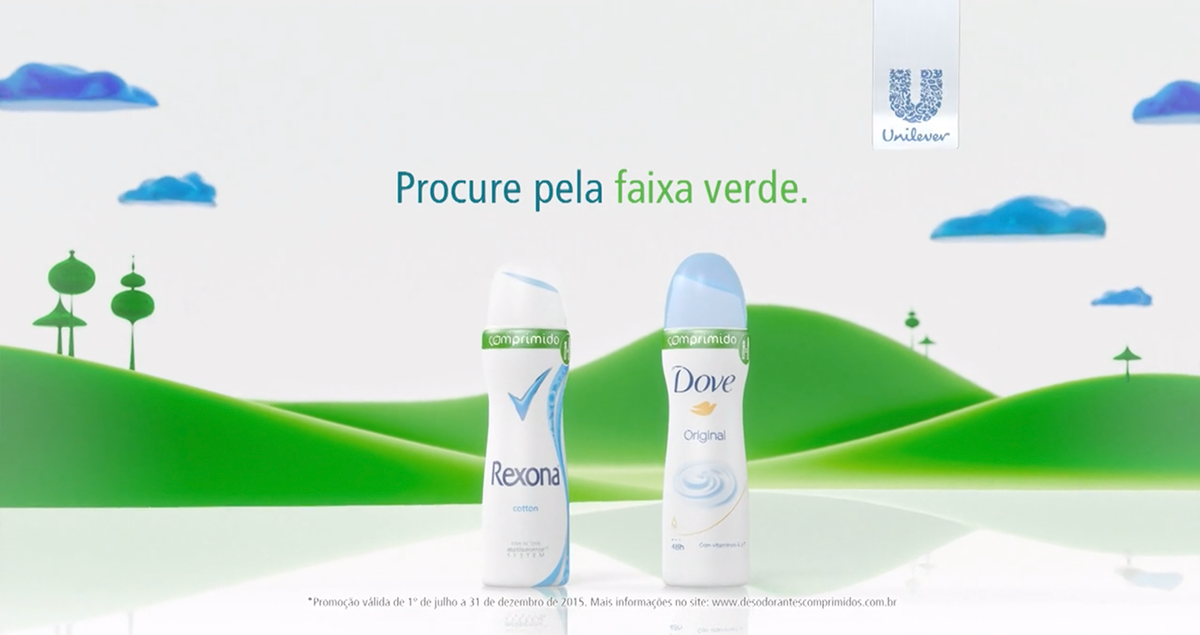 Unilever
Procure pela faixa verde.
comprimido
Rexona
cotton
SYSTEM
comprimido
Dove
Original
48h
*Promoção válida de 1º de julho a 31 de dezembro de 2015. Mais informações no site: www.desodorantescomprimidos.com.br